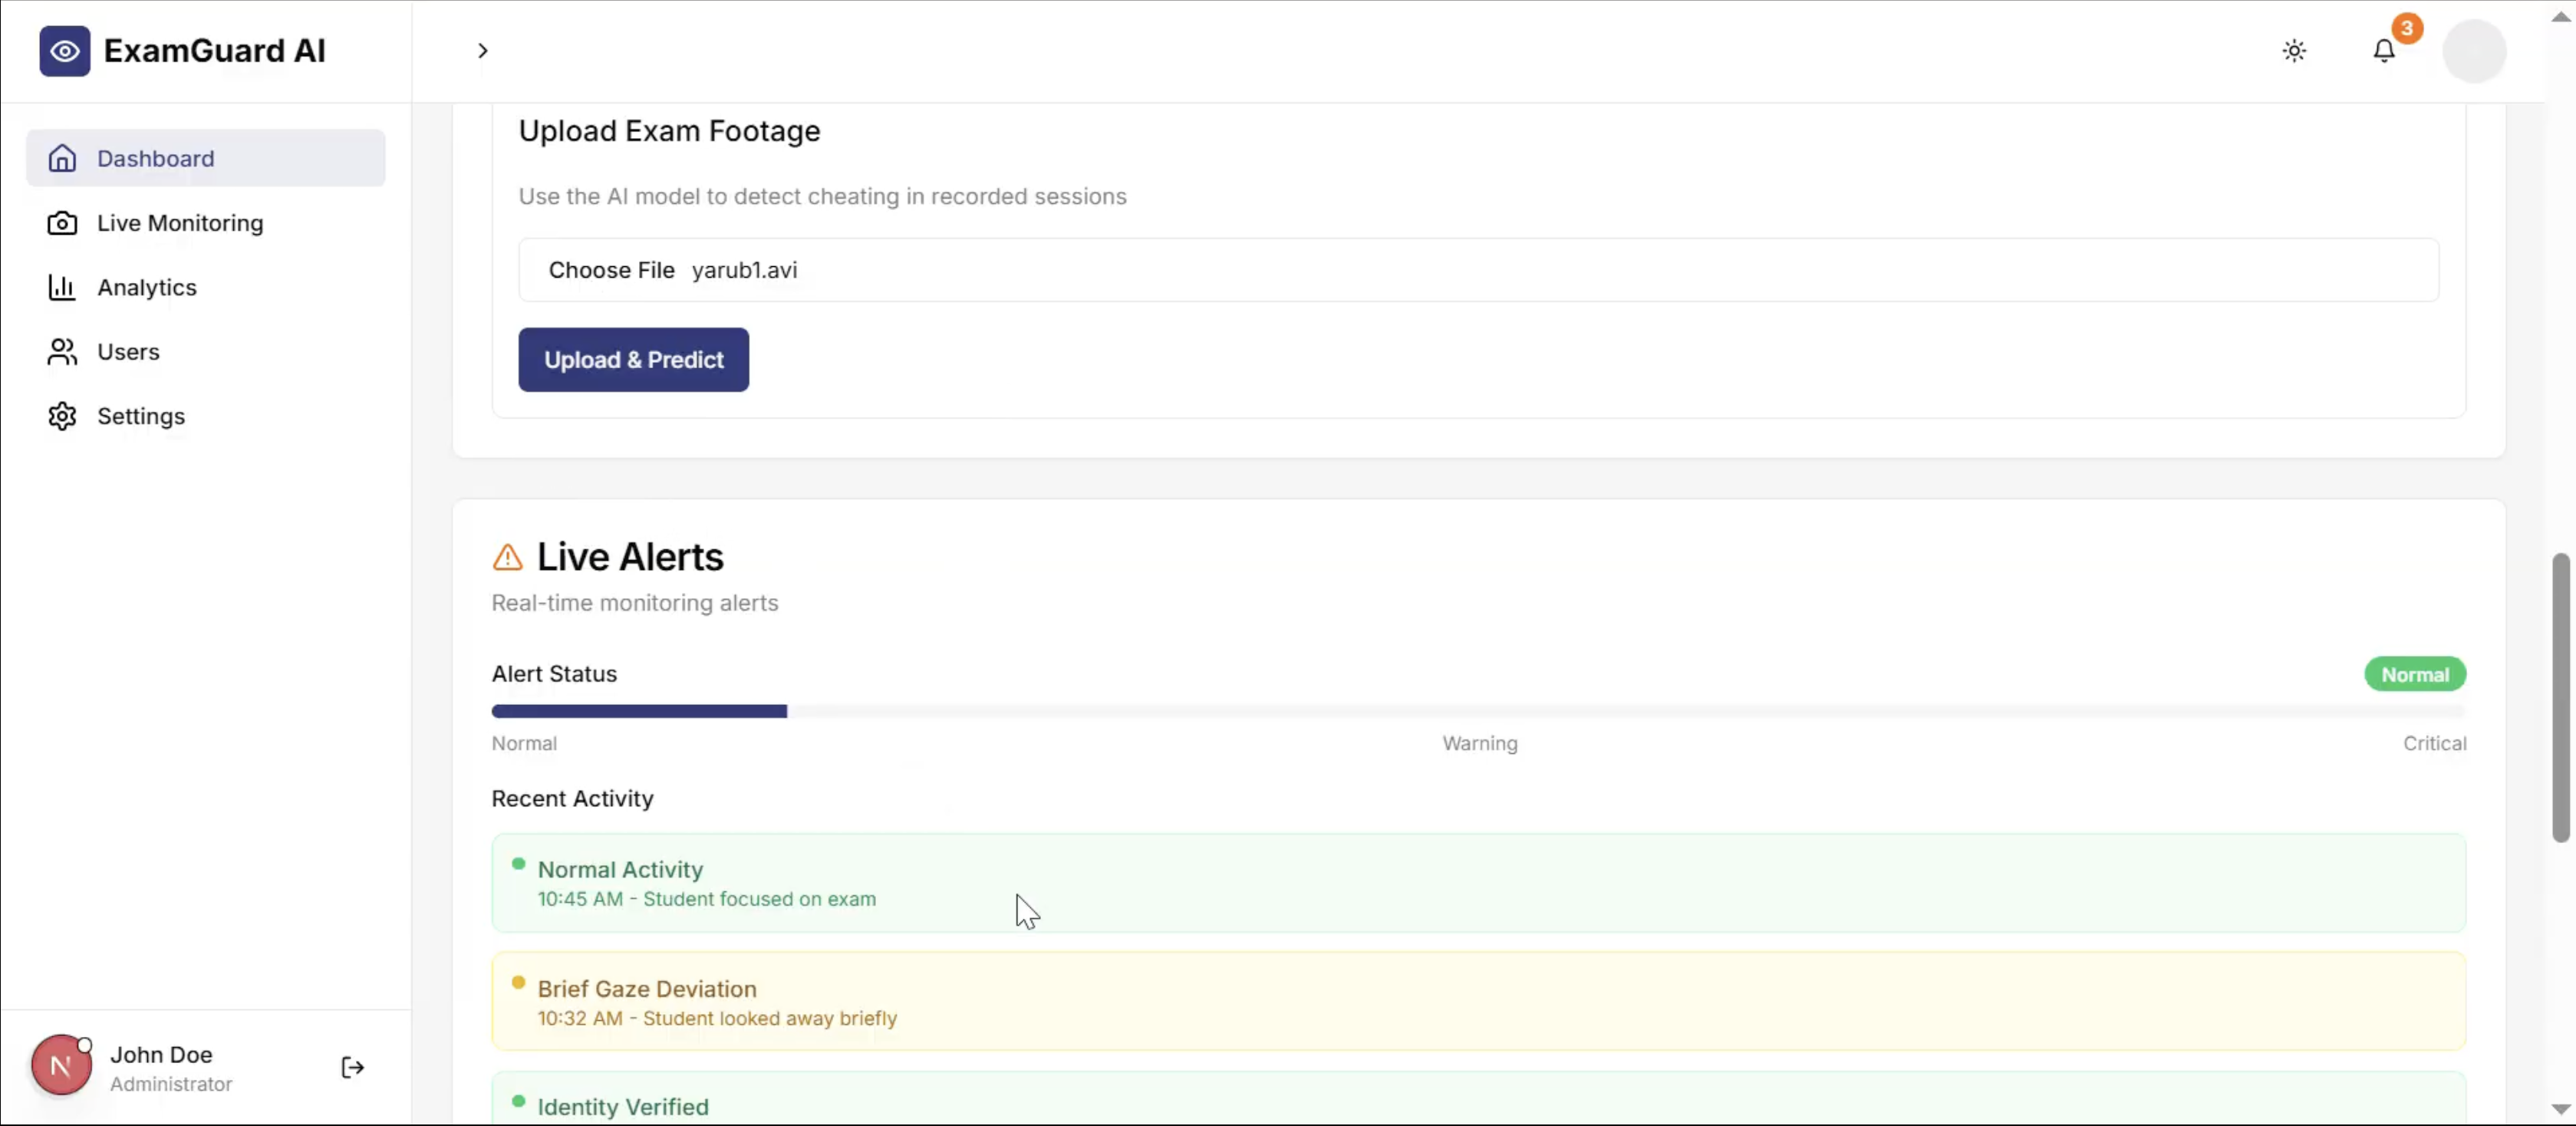 ExamGuard AI
3
Dashboard
Live Monitoring
Analytics
Users
Settings
Upload Exam Footage
Use the AI model to detect cheating in recorded sessions
Choose File yarub1.avi
Upload & Predict
Live Alerts
Real-time monitoring alerts
Alert Status
Normal
Normal Warning Critical
Recent Activity
Normal Activity
10:45 AM - Student focused on exam
Brief Gaze Deviation
10:32 AM - Student looked away briefly
Identity Verified
N
John Doe
Administrator